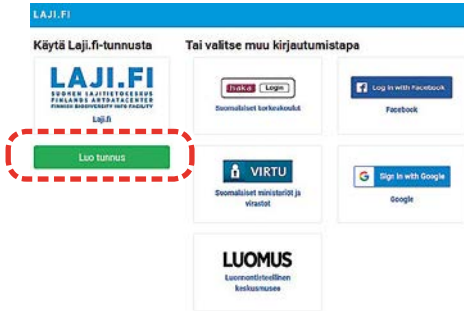 LAJI.FI
Käytä Laji.fi-tunnusta
Tai valitse muu kirjautumistapa
LAJI.FI
SUOMEN LAJITIETOKESKUS
FINLANDS ARTDATACENTER
FINNISH BIODIVERSITY INFO FACILITY
Laji.fi
Luo tunnus
haka Login
Suomalaiset korkeakoulut
f Log In with Facebook
Facebook
VIRTU
Suomalaiset ministeriöt ja
virastot
G Sign In with Google
Google
LUOMUS
Luonnontieteellinen
keskusmuseo